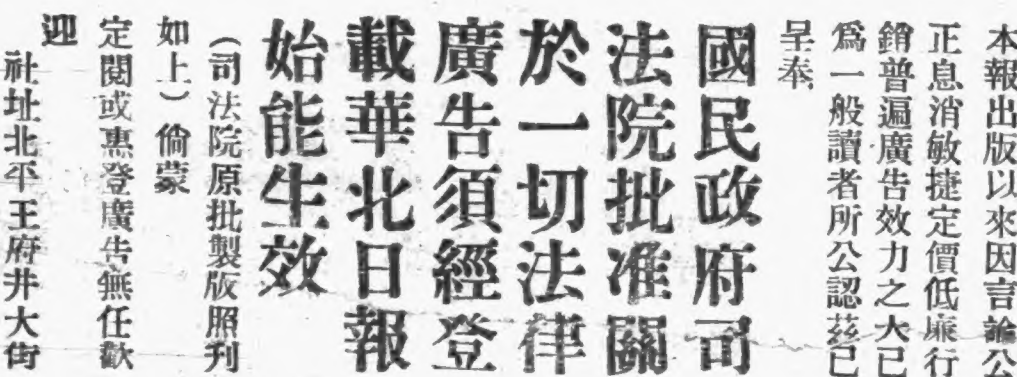 本報出版以來因言論公
正息消敏捷定價低廉行
銷普遍廣告效力之大已
爲一般讀者所公認茲已
呈奉
國民政府司
法院批准關
於一切法律
廣告須經登
載華北日報
始能生效
(司法院原批製版照刊
如上)倘蒙
定閱或惠登廣告無任歡
迎
社址北平王府井大街